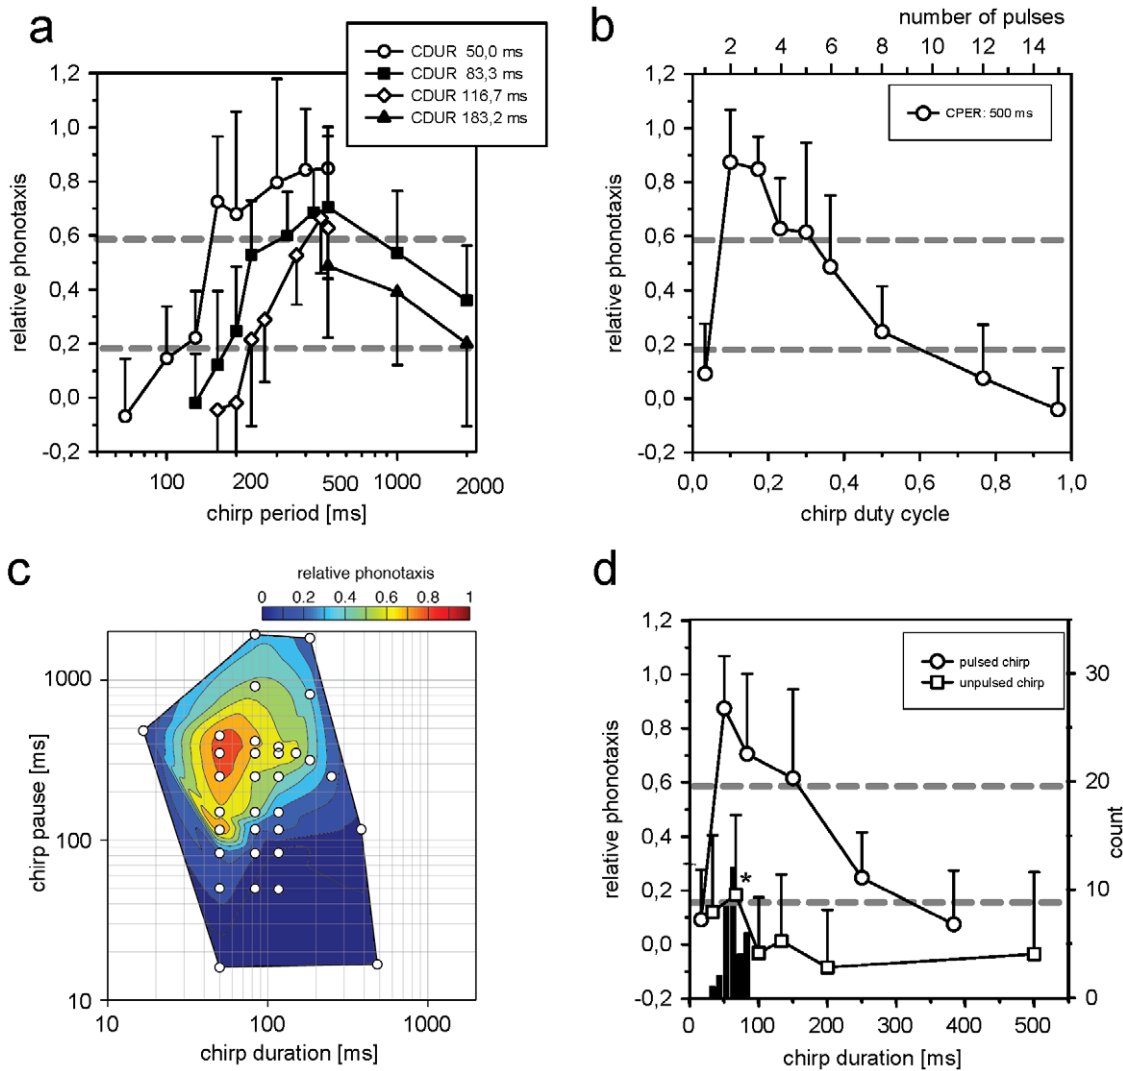 a
CDUR 50,0 ms
CDUR 83,3 ms
CDUR 116,7 ms
CDUR 183,2 ms
1,2
1,0
0,8
0,6
0,4
0,2
0,0
-0,2
relative phonotaxis
100 200 500 1000 2000
chirp period [ms]
b
number of pulses
2 4 6 8 10 12 14
CPER: 500 ms
1,2
1,0
0,8
0,6
0,4
0,2
0,0
-0,2
relative phonotaxis
0,0 0,2 0,4 0,6 0,8 1,0
chirp duty cycle
c
relative phonotaxis
0 0.2 0.4 0.6 0.8 1
1000
100
10
chirp pause [ms]
10 100 1000
chirp duration [ms]
d
pulsed chirp
unpulsed chirp
1,2
1,0
0,8
0,6
0,4
0,2
0,0
-0,2
relative phonotaxis
*
30
20
10
0
count
0 100 200 300 400 500
chirp duration [ms]